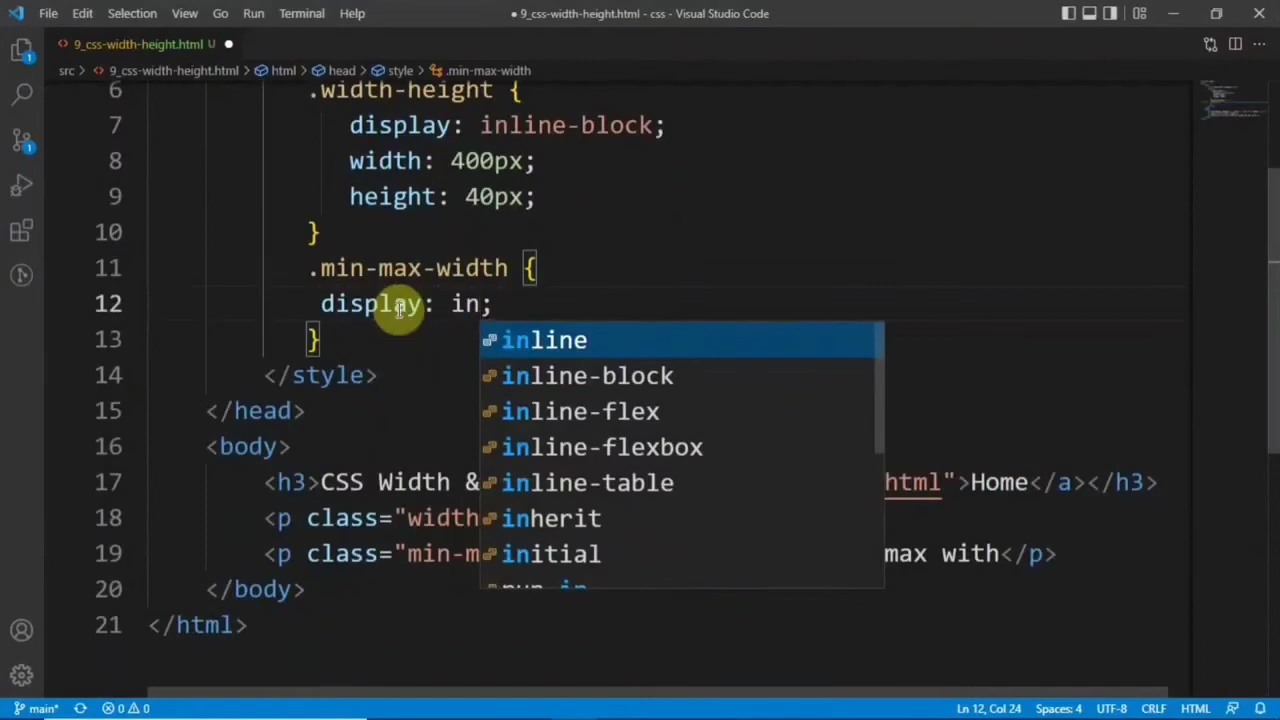 File Edit Selection View Go Run Terminal Help
● 9_css-width-height.html - css - Visual Studio Code
9_css-width-height.html U
src > 9_css-width-height.html > html > head > style > .min-max-width
6 .width-height {
7 display: inline-block;
8 width: 400px;
9 height: 40px;
10 }
11 .min-max-width {
12 display: in;
13 }
inline
14 </style>
inline-block
15 </head>
inline-flex
16 <body>
inline-flexbox
17 <h3>CSS Width & html">Home</a></h3>
inline-table
18 <p class="width
inherit
19 <p class="min-m max with</p>
initial
20 </body>
run-in
21 </html>
1
1
main* 0 0 Ln 12, Col 24 Spaces: 4 UTF-8 CRLF HTML